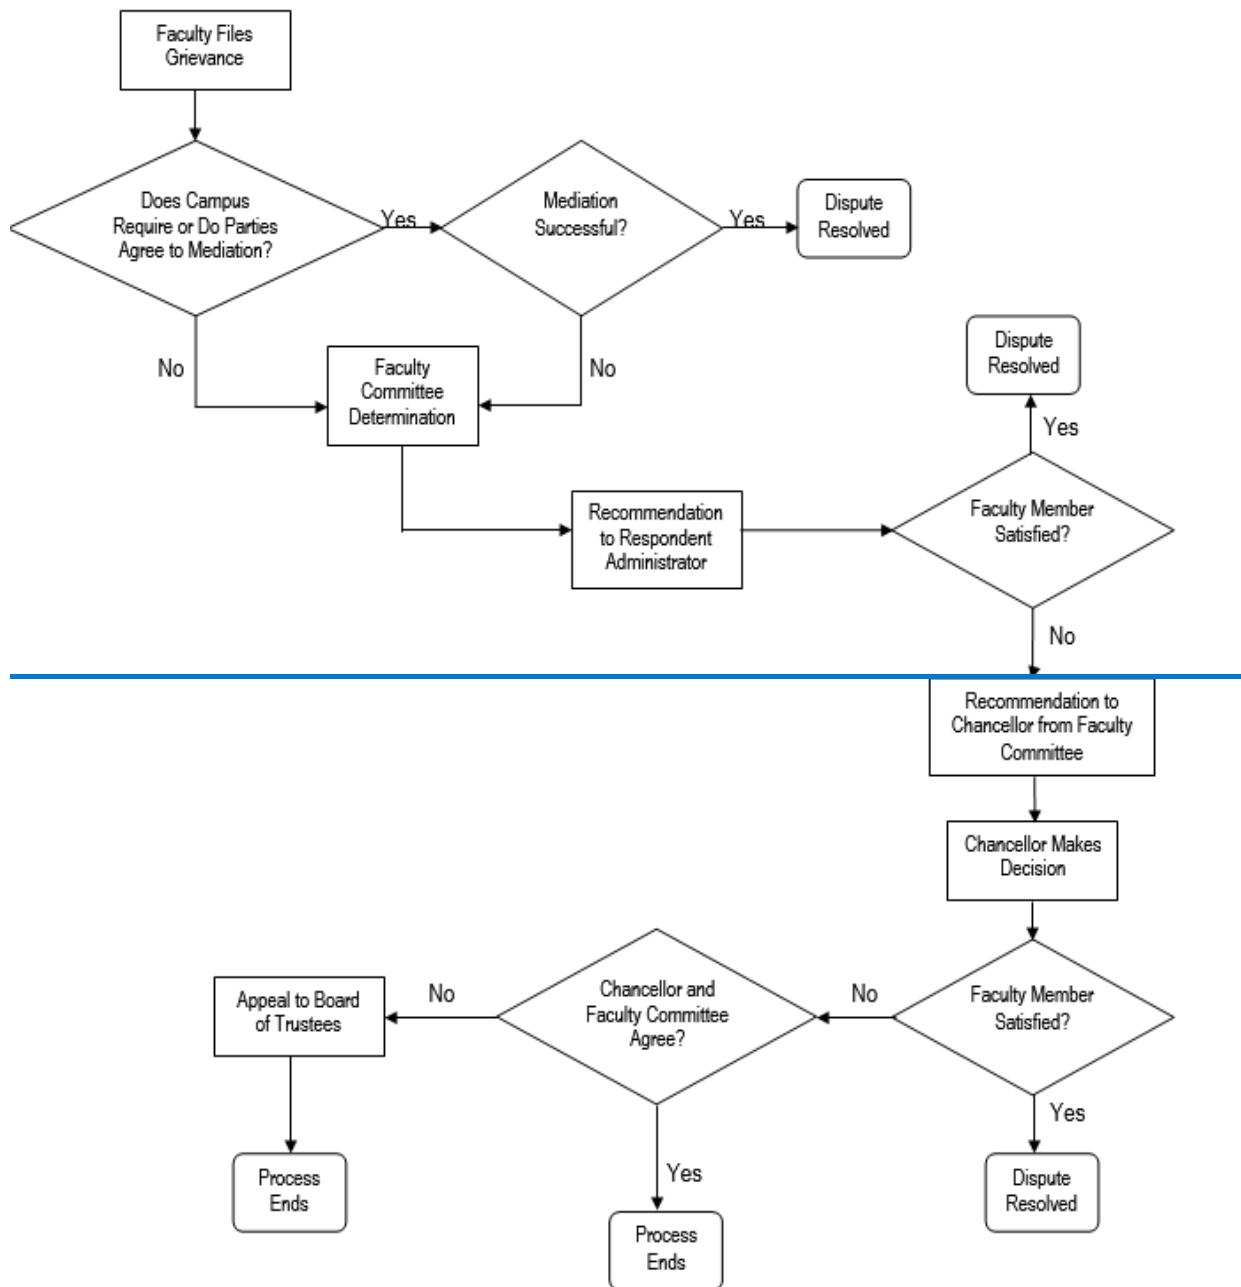 Faculty Files
Grievance
Does Campus
Require or Do Parties
Agree to Mediation?
Yes
Mediation
Successful?
Yes
Dispute
Resolved
No
Faculty
Committee
Determination
No
Dispute
Resolved
Yes
Recommendation
to Respondent
Administrator
Faculty Member
Satisfied?
No
Recommendation to
Chancellor from Faculty
Committee
Chancellor Makes
Decision
Faculty Member
Satisfied?
No
Chancellor and
Faculty Committee
Agree?
No
Appeal to Board
of Trustees
Yes
Dispute
Resolved
Yes
Process
Ends
Process
Ends